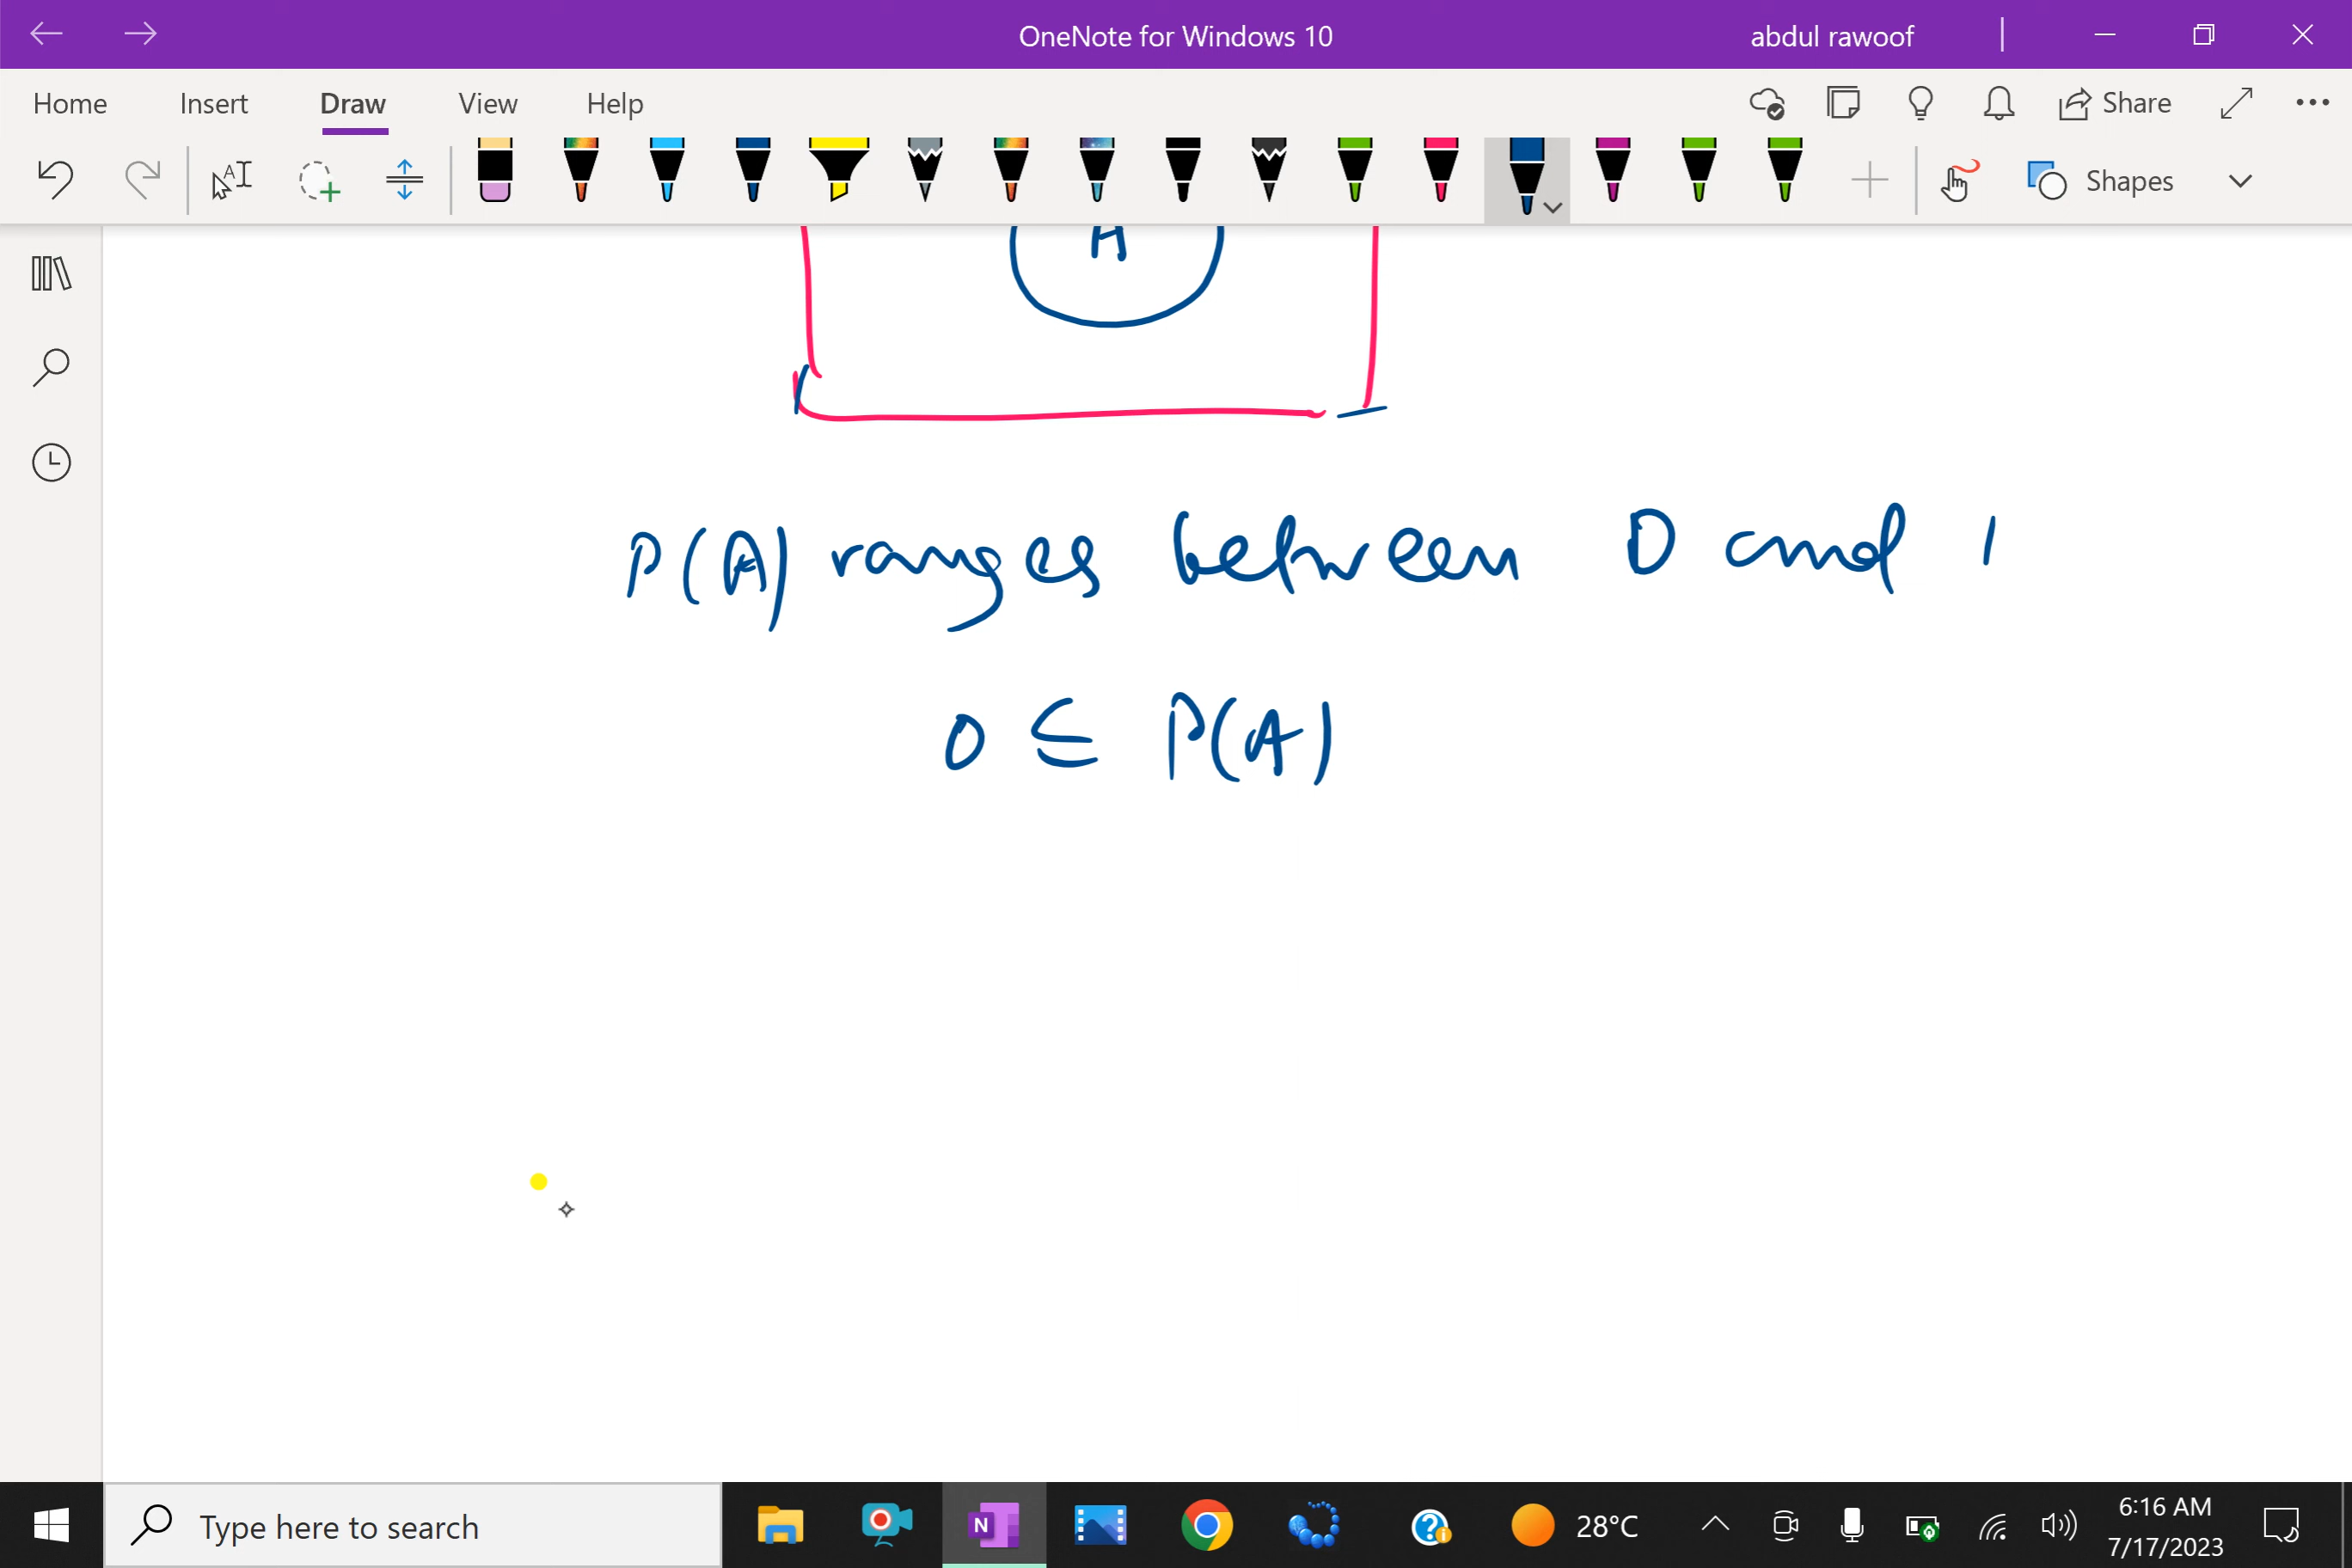 OneNote for Windows 10
abdul rawoof
Home Insert Draw View Help
Share
Shapes
A
P(A) ranges between 0 and 1
0 ≤ P(A)
Type here to search
28°C
6:16 AM
7/17/2023